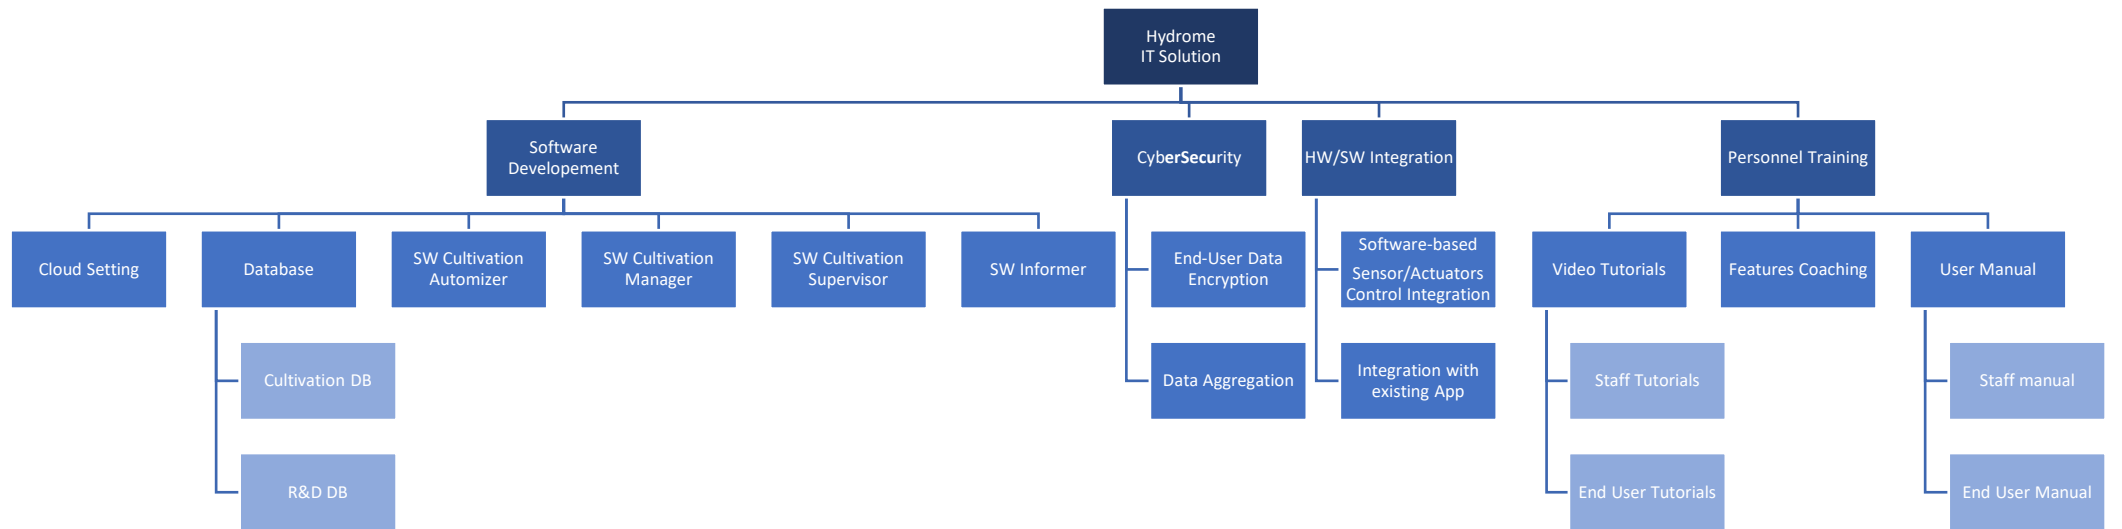 Hydrome
IT Solution
Software
Developement
CyberSecurity
HW/SW Integration
Personnel Training
Cloud Setting
Database
SW Cultivation
Automizer
SW Cultivation
Manager
SW Cultivation
Supervisor
SW Informer
End-User Data
Encryption
Software-based
Sensor/Actuators
Control Integration
Video Tutorials
Features Coaching
User Manual
Cultivation DB
Data Aggregation
Integration with
existing App
Staff Tutorials
Staff manual
R&D DB
End User Tutorials
End User Manual